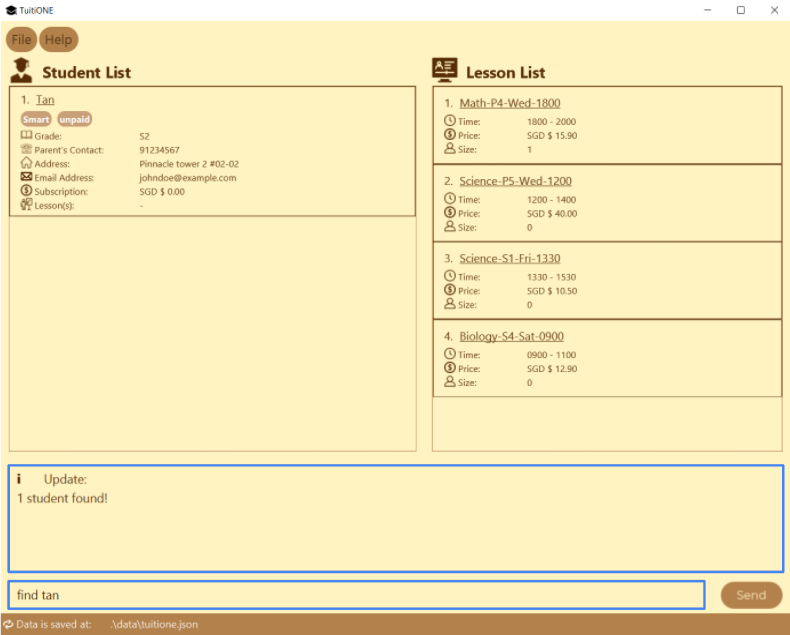 TuitiONE
File Help
Student List
1. Tan
Smart unpaid
Grade: S2
Parent's Contact: 91234567
Address: Pinnacle tower 2 #02-02
Email Address: johndoe@example.com
Subscription: SGD $ 0.00
Lesson(s): -
Lesson List
1. Math-P4-Wed-1800
Time: 1800 - 2000
Price: SGD $ 15.90
Size: 1
2. Science-P5-Wed-1200
Time: 1200 - 1400
Price: SGD $ 40.00
Size: 0
3. Science-S1-Fri-1330
Time: 1330 - 1530
Price: SGD $ 10.50
Size: 0
4. Biology-S4-Sat-0900
Time: 0900 - 1100
Price: SGD $ 12.90
Size: 0
Update:
1 student found!
find tan
Send
Data is saved at: .\data\tuitione.json